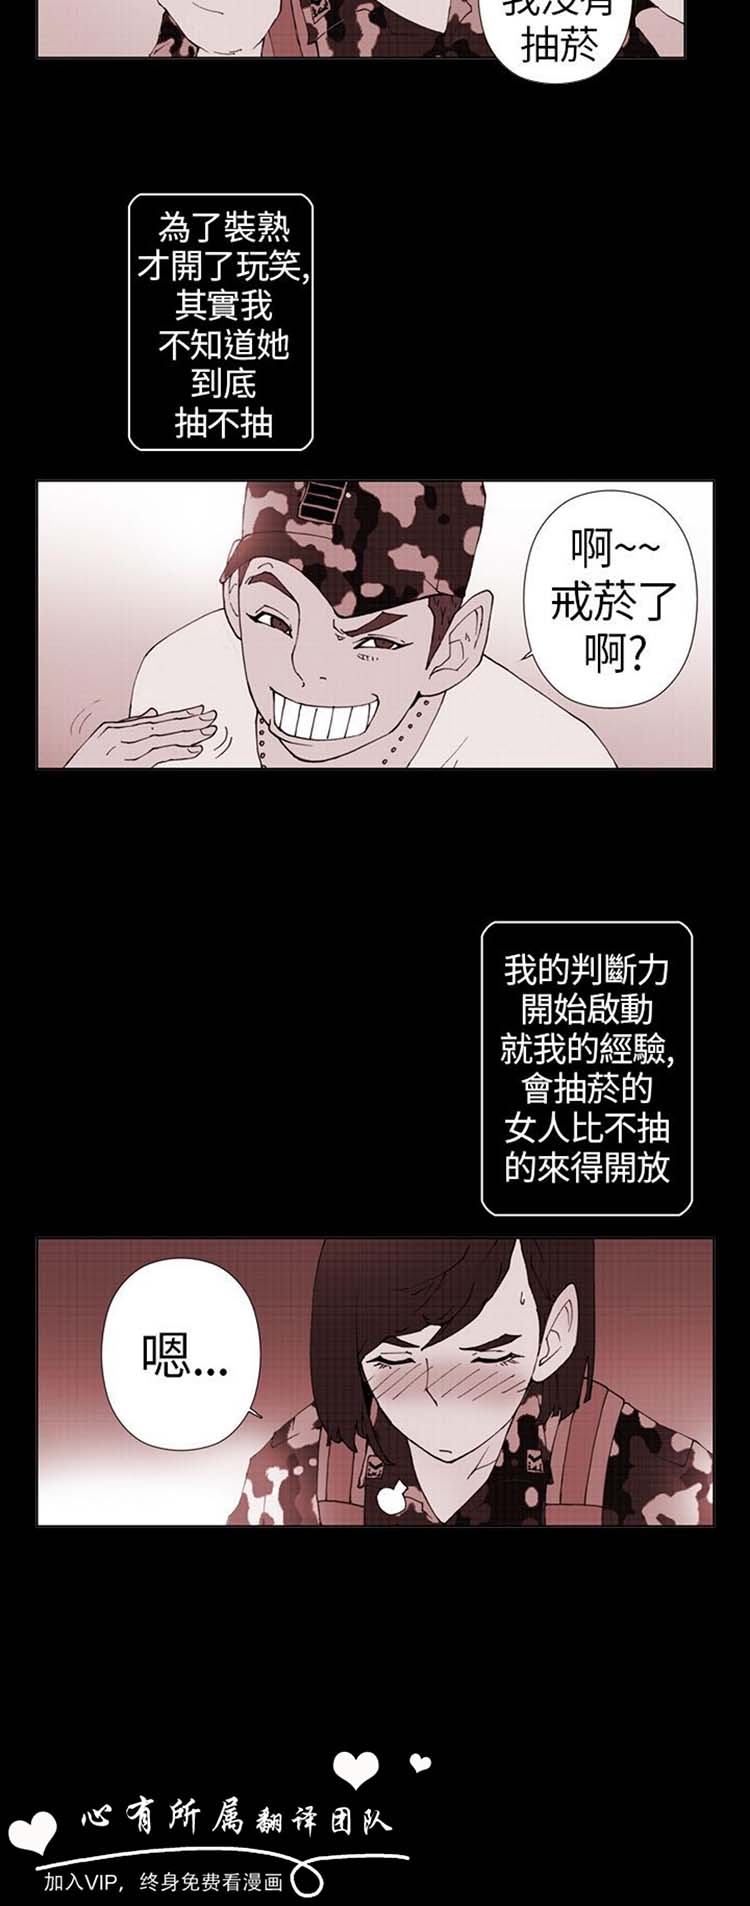 我沒有
抽菸
為了裝熟
才開了玩笑,
其實我
不知道她
到底
抽不抽
啊~~
戒菸了
啊?
我的判斷力
開始啟動
就我的經驗,
會抽菸的
女人比不抽
的來得開放
嗯...
心有所属翻译团队
加入VIP，终身免费看漫画